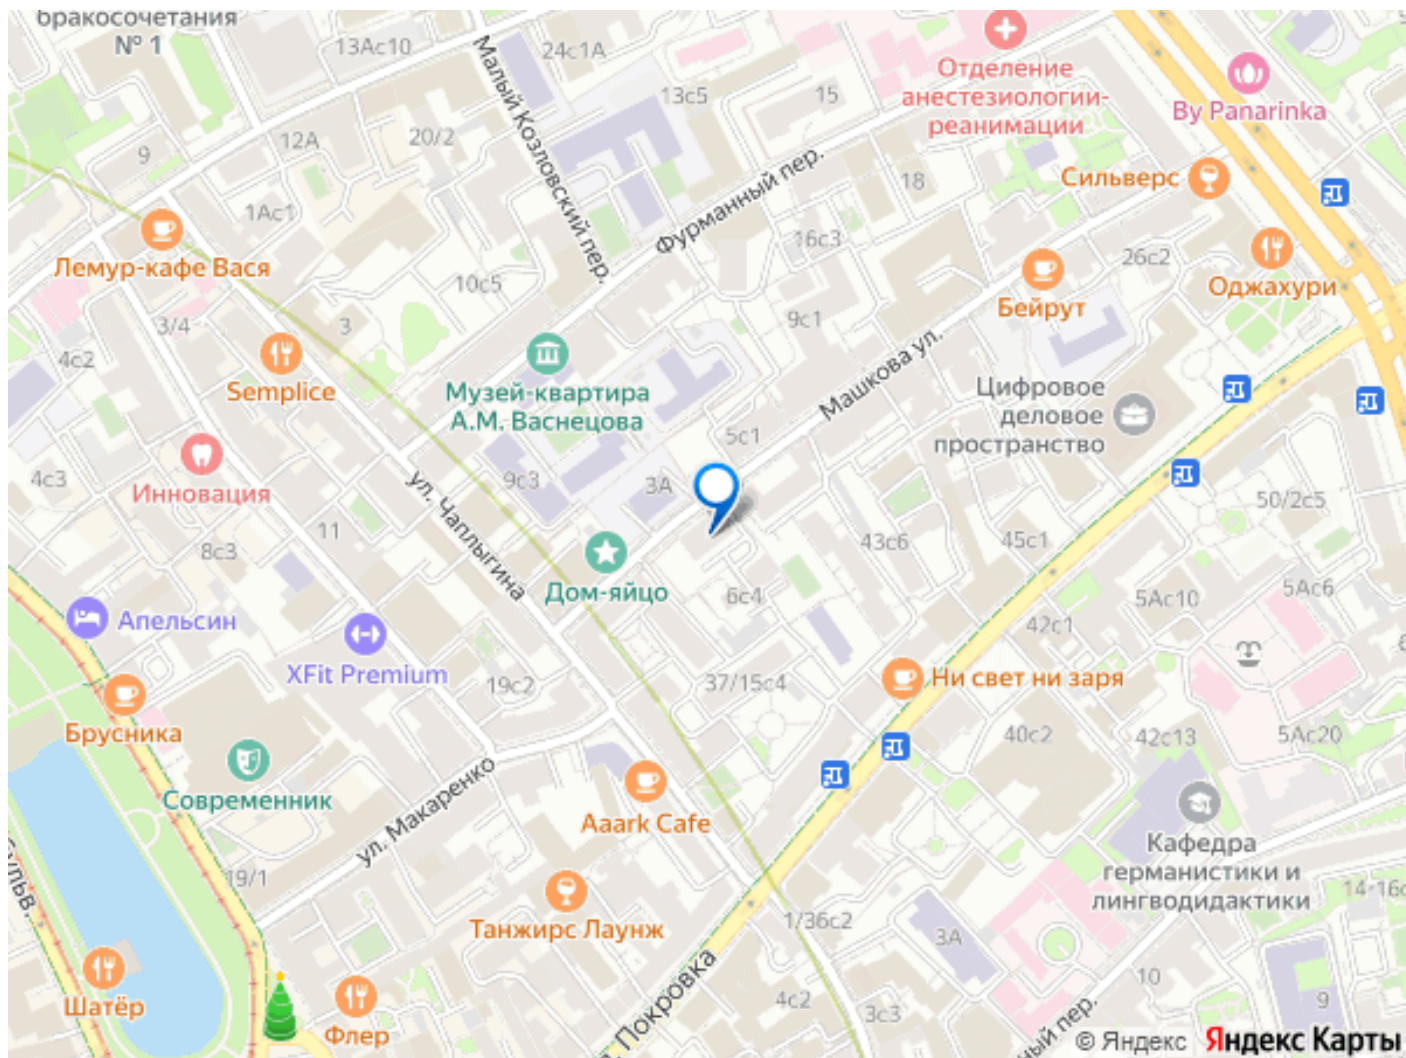 бракосочетания
№ 1
13Ас10
24с1А
Малый Козловский пер.
13с5
15
Отделение
анестезиологии-
реанимации
By Panarinka
9
12А
20/2
18
Сильверс
1Ас1
Фурманный пер.
16с3
26с2
Лемур-кафе Вася
10с5
Бейрут
Оджахури
3/4
3
9с1
4с2
Semplice
Музей-квартира
А.М. Васнецова
Машкова ул.
Цифровое
деловое
пространство
5с1
4с3
Инновация
9с3
3А
50/2с5
ул. Чаплыгина
11
8с3
43с6
45с1
Дом-яйцо
6с4
5Ас10
5Ас6
Апельсин
42с1
XFit Premium
19с2
37/15с4
Ни свет ни заря
Брусника
40с2
42с13
5Ас20
Современник
ул. Макаренко
Aaark Cafe
Кафедра
германистики и
лингводидактики
19/1
14-16с
Танжирс Лаунж
1/36с2
3А
Покровка
10
Шатёр
4с2
3с3
9
Флер
ный пер.
© Яндекс Яндекс Карты